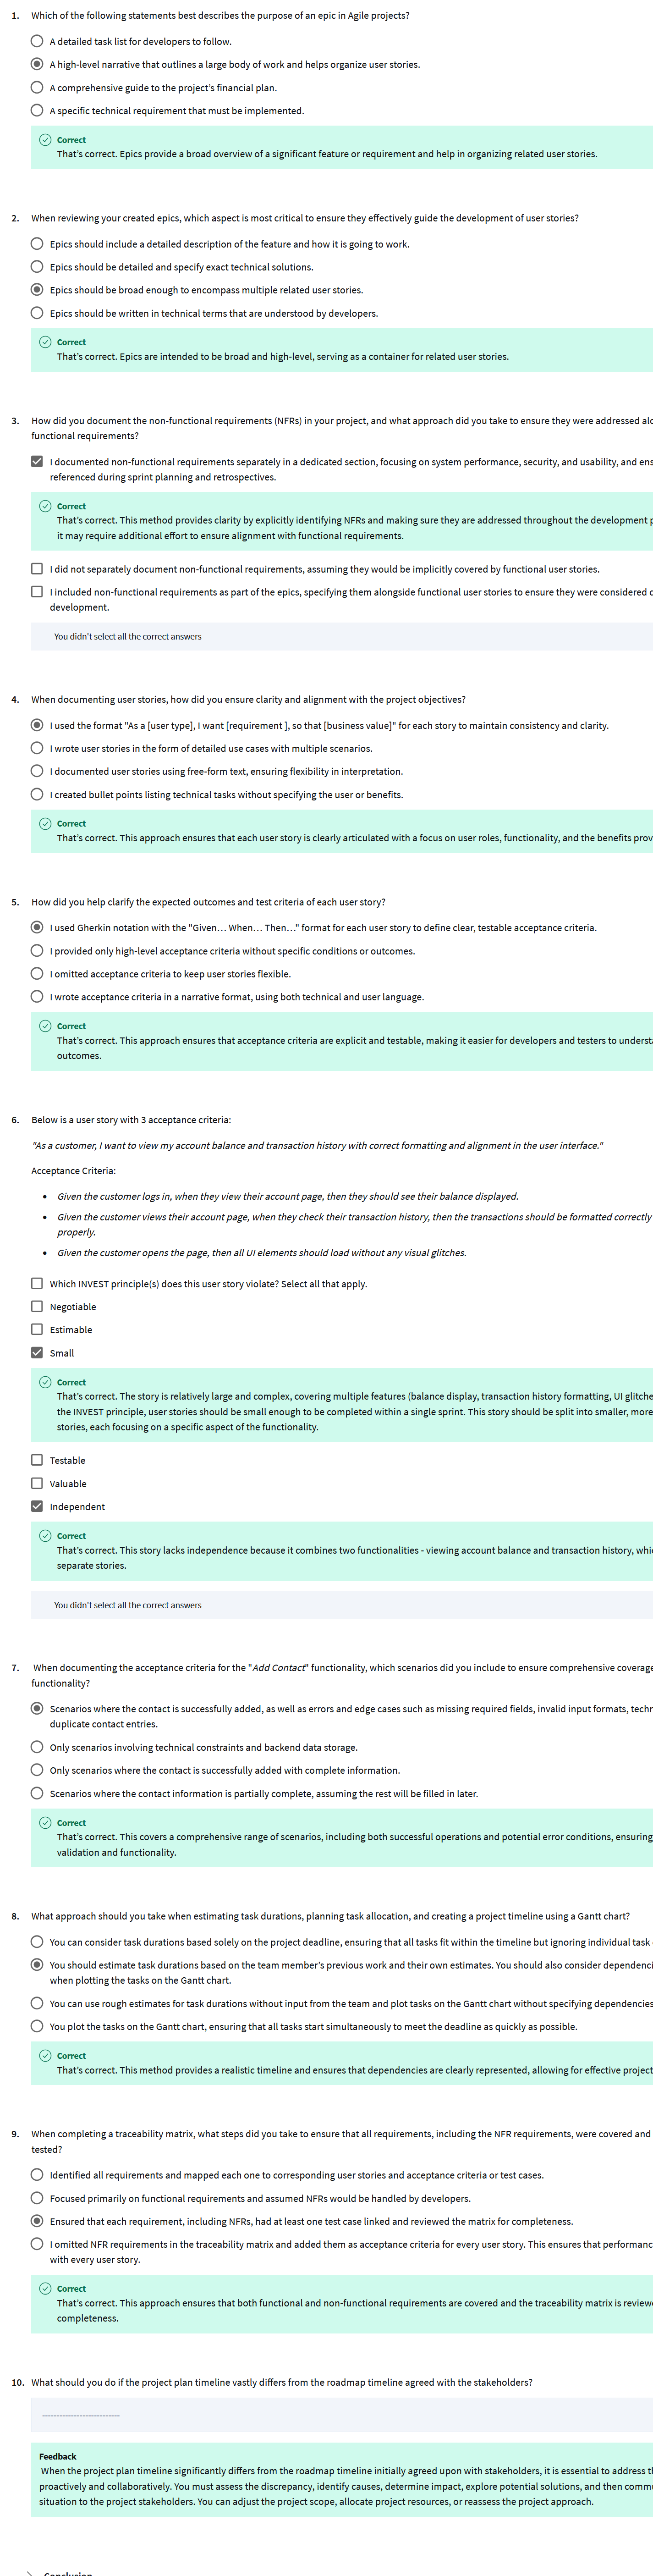 1. Which of the following statements best describes the purpose of an epic in Agile projects?
A detailed task list for developers to follow.
A high-level narrative that outlines a large body of work and helps organize user stories.
A comprehensive guide to the project's financial plan.
A specific technical requirement that must be implemented.
Correct
That's correct. Epics provide a broad overview of a significant feature or requirement and help in organizing related user stories.
2. When reviewing your created epics, which aspect is most critical to ensure they effectively guide the development of user stories?
Epics should include a detailed description of the feature and how it is going to work.
Epics should be detailed and specify exact technical solutions.
Epics should be broad enough to encompass multiple related user stories.
Epics should be written in technical terms that are understood by developers.
Correct
That's correct. Epics are intended to be broad and high-level, serving as a container for related user stories.
3. How did you document the non-functional requirements (NFRs) in your project, and what approach did you take to ensure they were addressed alo
functional requirements?
I documented non-functional requirements separately in a dedicated section, focusing on system performance, security, and usability, and ens
referenced during sprint planning and retrospectives.
Correct
That's correct. This method provides clarity by explicitly identifying NFRs and making sure they are addressed throughout the development p
it may require additional effort to ensure alignment with functional requirements.
I did not separately document non-functional requirements, assuming they would be implicitly covered by functional user stories.
I included non-functional requirements as part of the epics, specifying them alongside functional user stories to ensure they were considered d
development.
You didn't select all the correct answers
4. When documenting user stories, how did you ensure clarity and alignment with the project objectives?
I used the format "As a [user type], I want [requirement ], so that [business value]" for each story to maintain consistency and clarity.
I wrote user stories in the form of detailed use cases with multiple scenarios.
I documented user stories using free-form text, ensuring flexibility in interpretation.
I created bullet points listing technical tasks without specifying the user or benefits.
Correct
That's correct. This approach ensures that each user story is clearly articulated with a focus on user roles, functionality, and the benefits prov
5. How did you help clarify the expected outcomes and test criteria of each user story?
I used Gherkin notation with the "Given... When... Then..." format for each user story to define clear, testable acceptance criteria.
I provided only high-level acceptance criteria without specific conditions or outcomes.
I omitted acceptance criteria to keep user stories flexible.
I wrote acceptance criteria in a narrative format, using both technical and user language.
Correct
That's correct. This approach ensures that acceptance criteria are explicit and testable, making it easier for developers and testers to underst
outcomes.
6. Below is a user story with 3 acceptance criteria:
"As a customer, I want to view my account balance and transaction history with correct formatting and alignment in the user interface."
Acceptance Criteria:
• Given the customer logs in, when they view their account page, then they should see their balance displayed.
• Given the customer views their account page, when they check their transaction history, then the transactions should be formatted correctly
properly.
• Given the customer opens the page, then all UI elements should load without any visual glitches.
Which INVEST principle(s) does this user story violate? Select all that apply.
Negotiable
Estimable
Small
Correct
That's correct. The story is relatively large and complex, covering multiple features (balance display, transaction history formatting, UI glitche
the INVEST principle, user stories should be small enough to be completed within a single sprint. This story should be split into smaller, more
stories, each focusing on a specific aspect of the functionality.
Testable
Valuable
Independent
Correct
That's correct. This story lacks independence because it combines two functionalities - viewing account balance and transaction history, whi
separate stories.
You didn't select all the correct answers
7. When documenting the acceptance criteria for the "Add Contact" functionality, which scenarios did you include to ensure comprehensive coverage
functionality?
Scenarios where the contact is successfully added, as well as errors and edge cases such as missing required fields, invalid input formats, techn
duplicate contact entries.
Only scenarios involving technical constraints and backend data storage.
Only scenarios where the contact is successfully added with complete information.
Scenarios where the contact information is partially complete, assuming the rest will be filled in later.
Correct
That's correct. This covers a comprehensive range of scenarios, including both successful operations and potential error conditions, ensuring
validation and functionality.
8. What approach should you take when estimating task durations, planning task allocation, and creating a project timeline using a Gantt chart?
You can consider task durations based solely on the project deadline, ensuring that all tasks fit within the timeline but ignoring individual task
You should estimate task durations based on the team member's previous work and their own estimates. You should also consider dependenci
when plotting the tasks on the Gantt chart.
You can use rough estimates for task durations without input from the team and plot tasks on the Gantt chart without specifying dependencies
You plot the tasks on the Gantt chart, ensuring that all tasks start simultaneously to meet the deadline as quickly as possible.
Correct
That's correct. This method provides a realistic timeline and ensures that dependencies are clearly represented, allowing for effective project
9. When completing a traceability matrix, what steps did you take to ensure that all requirements, including the NFR requirements, were covered and
tested?
Identified all requirements and mapped each one to corresponding user stories and acceptance criteria or test cases.
Focused primarily on functional requirements and assumed NFRs would be handled by developers.
Ensured that each requirement, including NFRs, had at least one test case linked and reviewed the matrix for completeness.
I omitted NFR requirements in the traceability matrix and added them as acceptance criteria for every user story. This ensures that performanc
with every user story.
Correct
That's correct. This approach ensures that both functional and non-functional requirements are covered and the traceability matrix is review
completeness.
10. What should you do if the project plan timeline vastly differs from the roadmap timeline agreed with the stakeholders?
Feedback
When the project plan timeline significantly differs from the roadmap timeline initially agreed upon with stakeholders, it is essential to address t
proactively and collaboratively. You must assess the discrepancy, identify causes, determine impact, explore potential solutions, and then comm
situation to the project stakeholders. You can adjust the project scope, allocate project resources, or reassess the project approach.